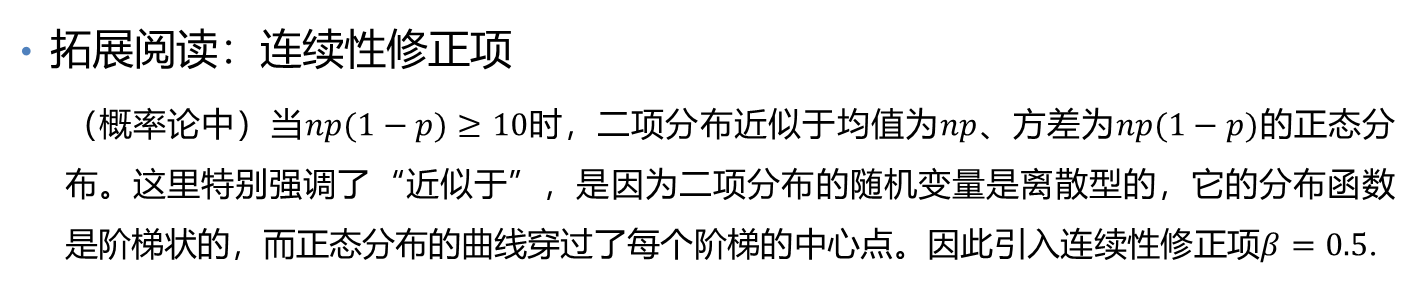 • 拓展阅读：连续性修正项
（概率论中）当np(1 − p) ≥ 10时，二项分布近似于均值为np、方差为np(1 − p)的正态分
布。这里特别强调了“近似于”，是因为二项分布的随机变量是离散型的，它的分布函数
是阶梯状的，而正态分布的曲线穿过了每个阶梯的中心点。因此引入连续性修正项β = 0.5.